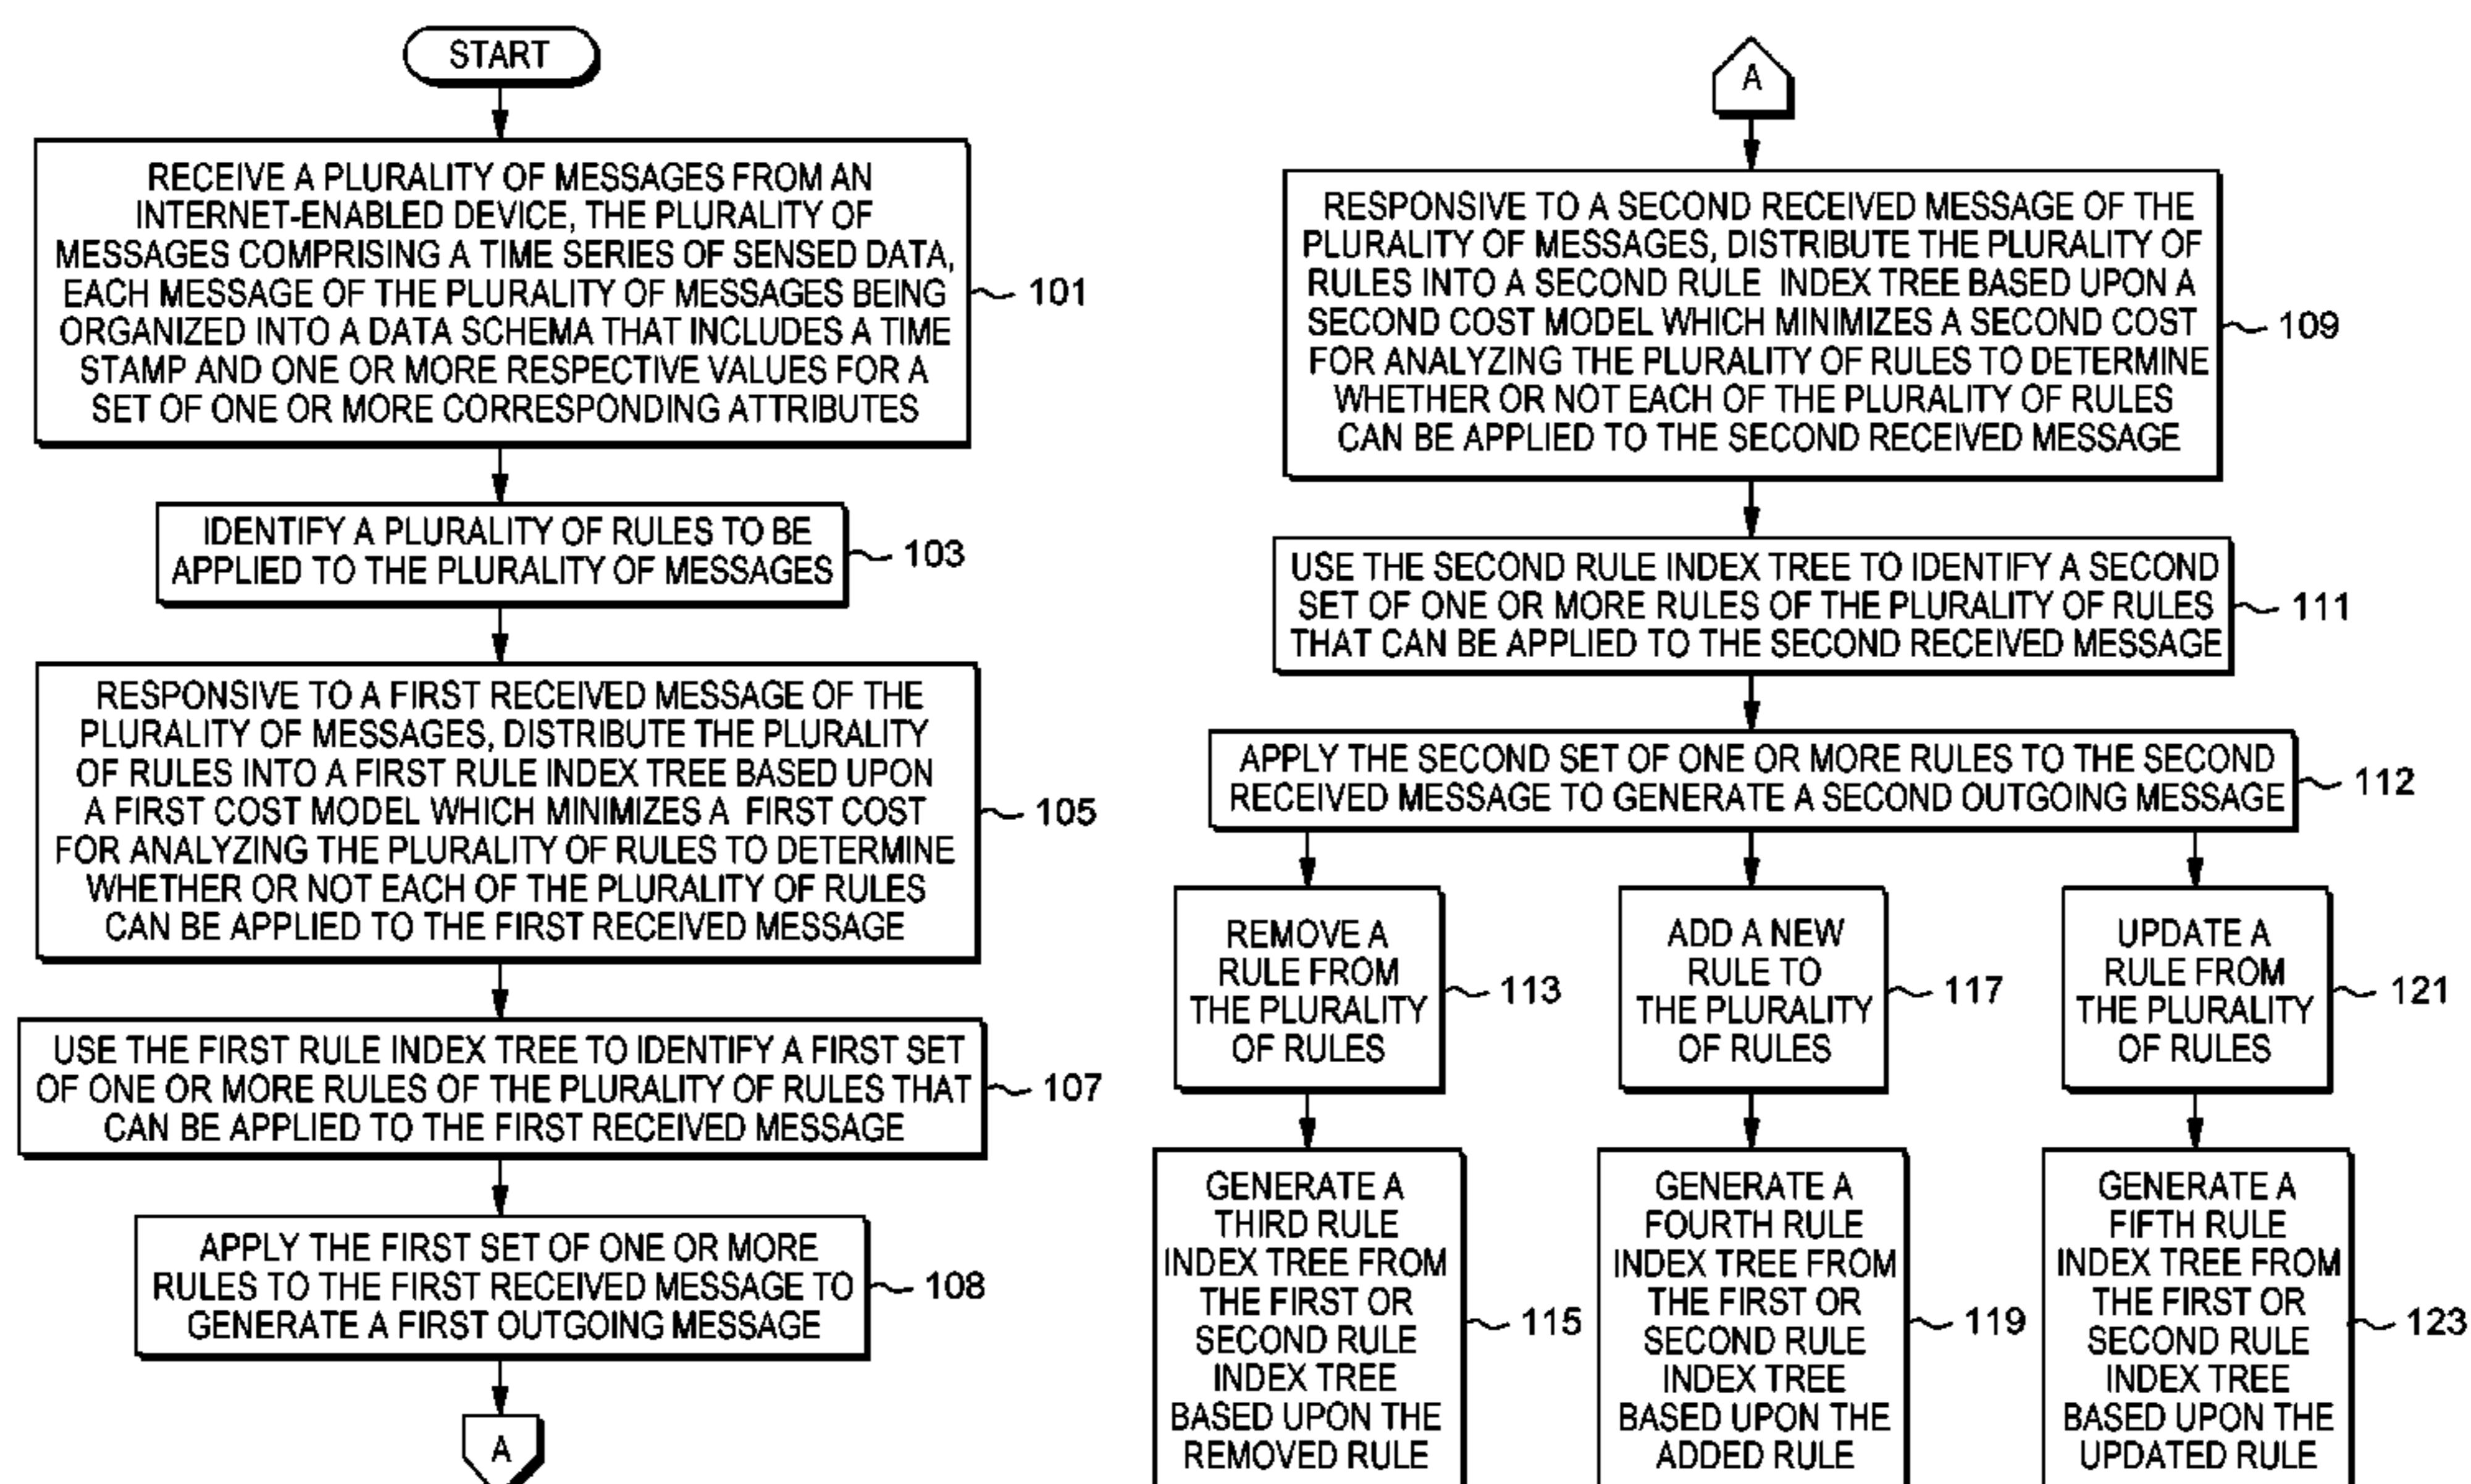 START
RECEIVE A PLURALITY OF MESSAGES FROM AN
INTERNET-ENABLED DEVICE, THE PLURALITY OF
MESSAGES COMPRISING A TIME SERIES OF SENSED DATA,
EACH MESSAGE OF THE PLURALITY OF MESSAGES BEING
ORGANIZED INTO A DATA SCHEMA THAT INCLUDES A TIME
STAMP AND ONE OR MORE RESPECTIVE VALUES FOR A
SET OF ONE OR MORE CORRESPONDING ATTRIBUTES
101
IDENTIFY A PLURALITY OF RULES TO BE
APPLIED TO THE PLURALITY OF MESSAGES
103
RESPONSIVE TO A FIRST RECEIVED MESSAGE OF THE
PLURALITY OF MESSAGES, DISTRIBUTE THE PLURALITY
OF RULES INTO A FIRST RULE INDEX TREE BASED UPON
A FIRST COST MODEL WHICH MINIMIZES A FIRST COST
FOR ANALYZING THE PLURALITY OF RULES TO DETERMINE
WHETHER OR NOT EACH OF THE PLURALITY OF RULES
CAN BE APPLIED TO THE FIRST RECEIVED MESSAGE
105
USE THE FIRST RULE INDEX TREE TO IDENTIFY A FIRST SET
OF ONE OR MORE RULES OF THE PLURALITY OF RULES THAT
CAN BE APPLIED TO THE FIRST RECEIVED MESSAGE
107
APPLY THE FIRST SET OF ONE OR MORE
RULES TO THE FIRST RECEIVED MESSAGE TO
GENERATE A FIRST OUTGOING MESSAGE
108
A
A
RESPONSIVE TO A SECOND RECEIVED MESSAGE OF THE
PLURALITY OF MESSAGES, DISTRIBUTE THE PLURALITY OF
RULES INTO A SECOND RULE INDEX TREE BASED UPON A
SECOND COST MODEL WHICH MINIMIZES A SECOND COST
FOR ANALYZING THE PLURALITY OF RULES TO DETERMINE
WHETHER OR NOT EACH OF THE PLURALITY OF RULES
CAN BE APPLIED TO THE SECOND RECEIVED MESSAGE
109
USE THE SECOND RULE INDEX TREE TO IDENTIFY A SECOND
SET OF ONE OR MORE RULES OF THE PLURALITY OF RULES
THAT CAN BE APPLIED TO THE SECOND RECEIVED MESSAGE
111
APPLY THE SECOND SET OF ONE OR MORE RULES TO THE SECOND
RECEIVED MESSAGE TO GENERATE A SECOND OUTGOING MESSAGE
112
REMOVE A
RULE FROM
THE PLURALITY
OF RULES
113
ADD A NEW
RULE TO
THE PLURALITY
OF RULES
117
UPDATE A
RULE FROM
THE PLURALITY
OF RULES
121
GENERATE A
THIRD RULE
INDEX TREE FROM
THE FIRST OR
SECOND RULE
INDEX TREE
BASED UPON THE
REMOVED RULE
115
GENERATE A
FOURTH RULE
INDEX TREE FROM
THE FIRST OR
SECOND RULE
INDEX TREE
BASED UPON THE
ADDED RULE
119
GENERATE A
FIFTH RULE
INDEX TREE FROM
THE FIRST OR
SECOND RULE
INDEX TREE
BASED UPON THE
UPDATED RULE
123